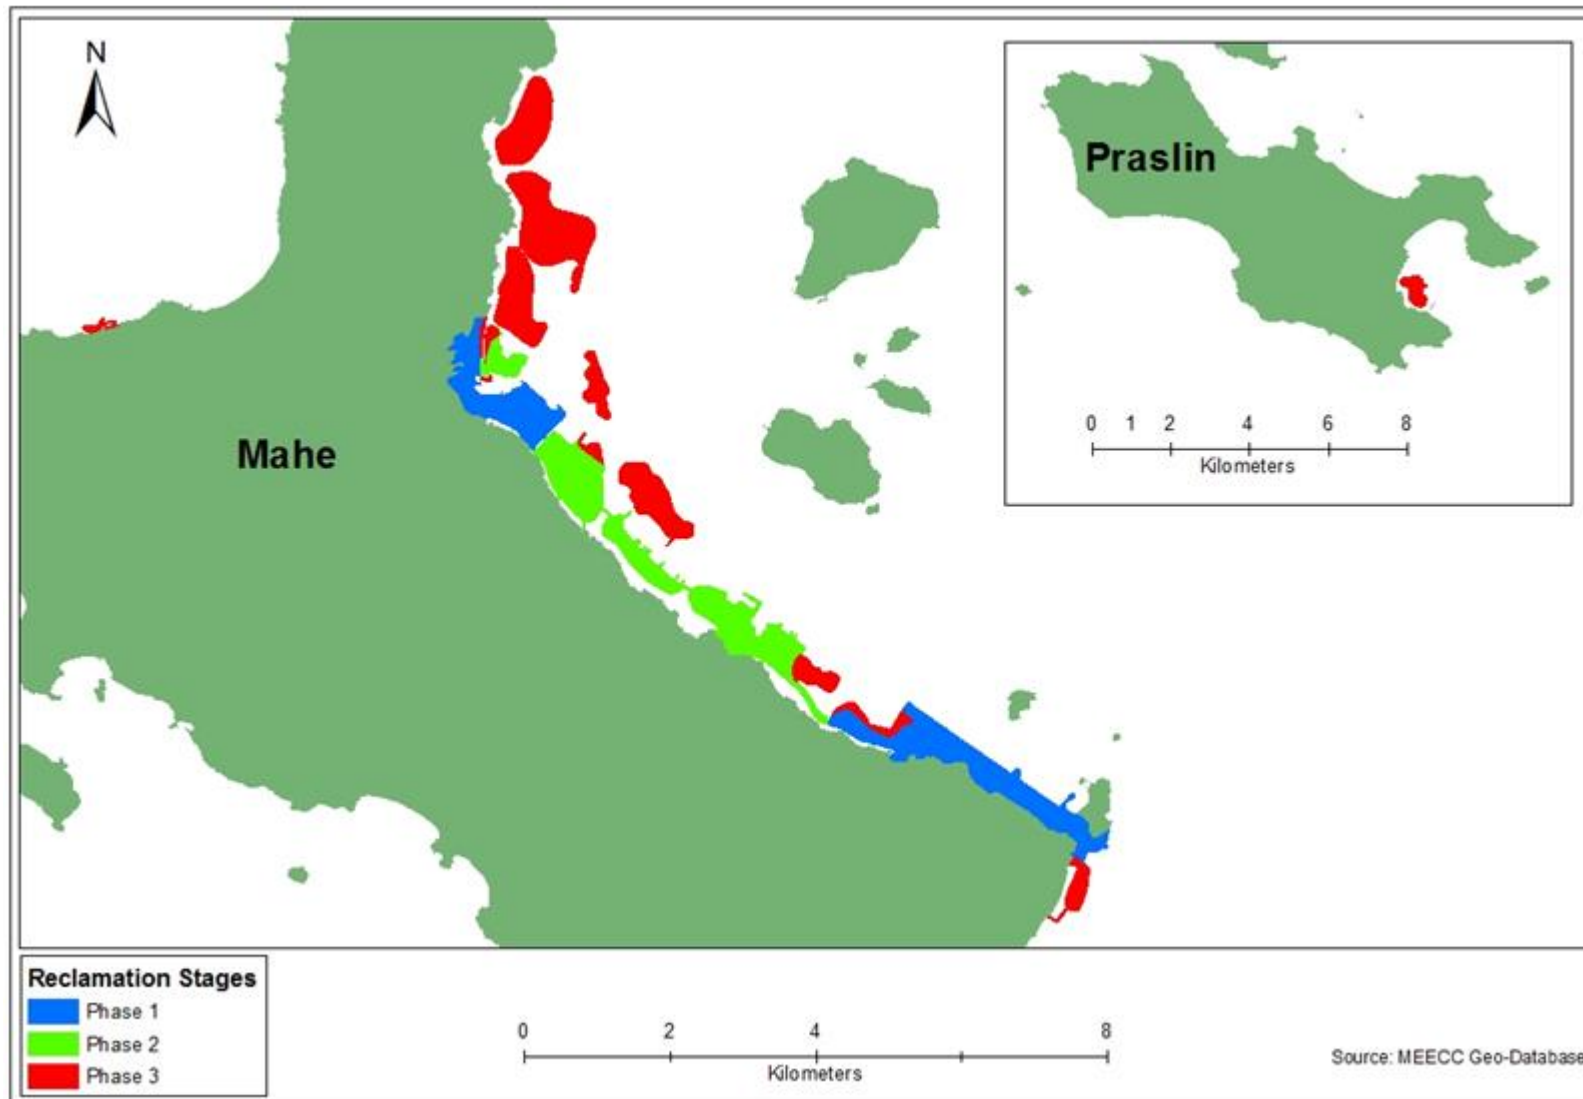 N
Praslin
0 1 2 4 6 8
Kilometers
Mahe
Reclamation Stages
Phase 1
Phase 2
Phase 3
0 2 4 8
Kilometers
Source: MEECC Geo-Database